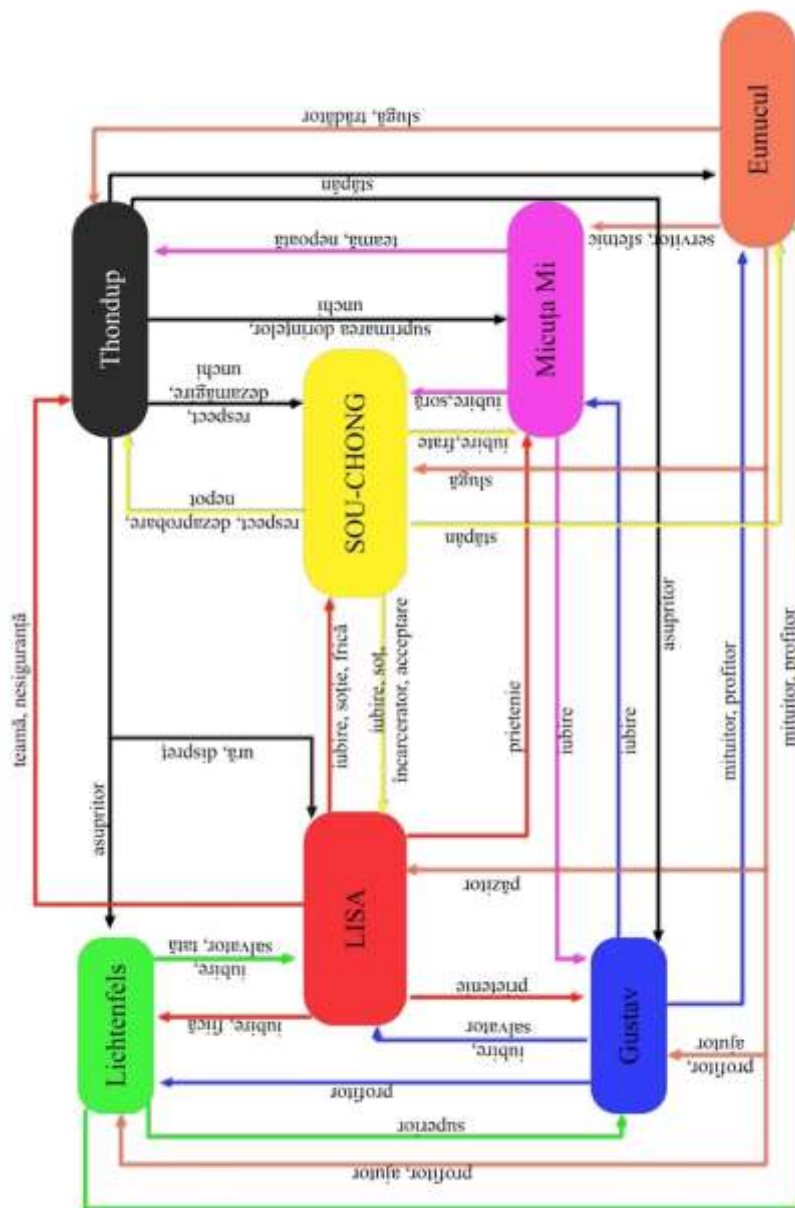 Thondup
Eunucul
SOU-CHONG
Micuța Mi
LISA
Lichtenfels
Gustav
slugă, trădător
stăpân
teamă, nepoată
servitor, sfetnic
suprimarea dorințelor,
unchi
respect,
dezamăgire,
unchi
iubire,soră
iubire,frate
slugă
respect, dezaprobare,
nepot
stăpân
teamă, nesiguranță
iubire, soție, frică
iubire, soț,
încarcerator, acceptare
prietenie
iubire
iubire
asupritor
mituitor, profitor
mituitor, profitor
ură, dispreț
asupritor
păzitor
iubire,
salvator, tată
iubire, frică
prietenie
iubire,
salvator
profitor
profitor,
ajutor
superior
profitor, ajutor